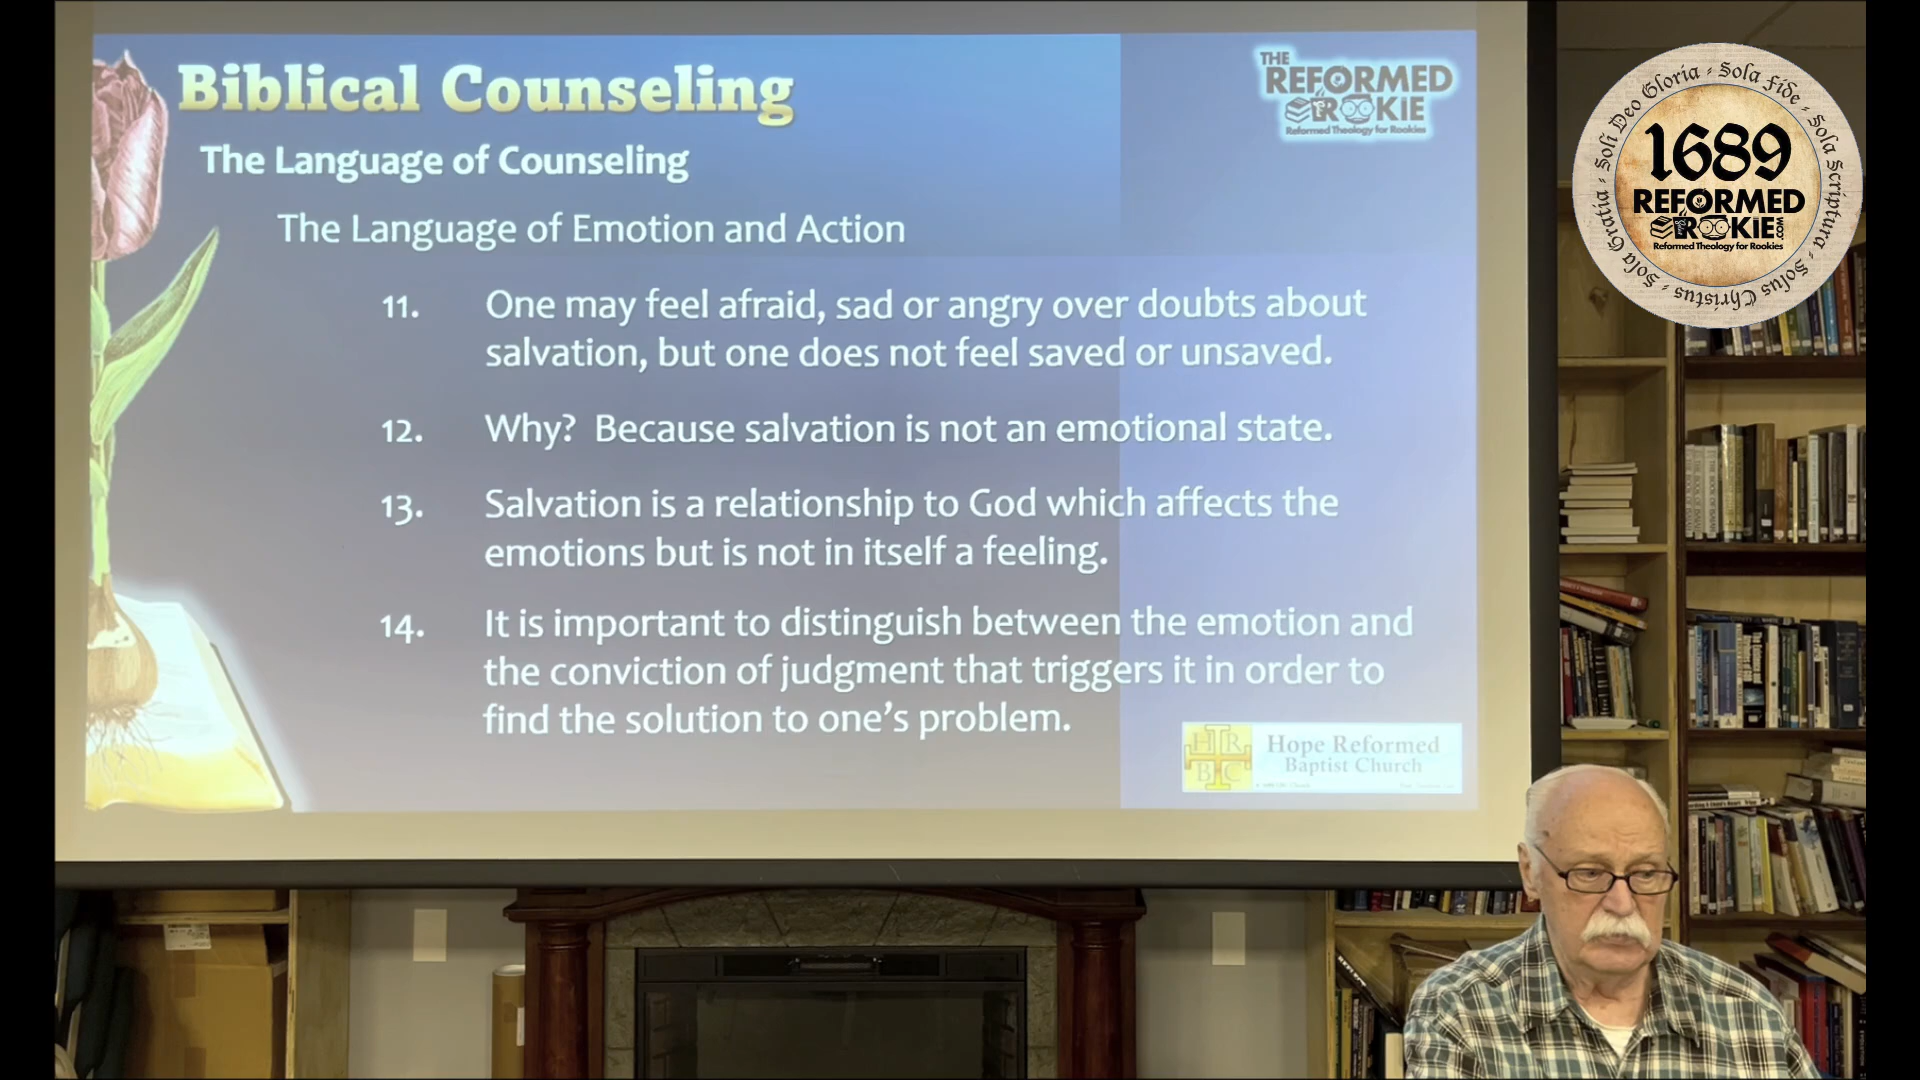 Biblical Counseling
The Language of Counseling
The Language of Emotion and Action
11. One may feel afraid, sad or angry over doubts about
salvation, but one does not feel saved or unsaved.
12. Why? Because salvation is not an emotional state.
13. Salvation is a relationship to God which affects the
emotions but is not in itself a feeling.
14. It is important to distinguish between the emotion and
the conviction of judgment that triggers it in order to
find the solution to one's problem.
THE
REFORMED
ROOKIE
Reformed Theology for Rookies
HR
BC
Hope Reformed
Baptist Church
Sola Gratia - Soli Deo Gloria - Sola Fide - Sola Scriptura - Solus Christus -
1689
REFORMED
ROOKIE.COM
Reformed Theology for Rookies